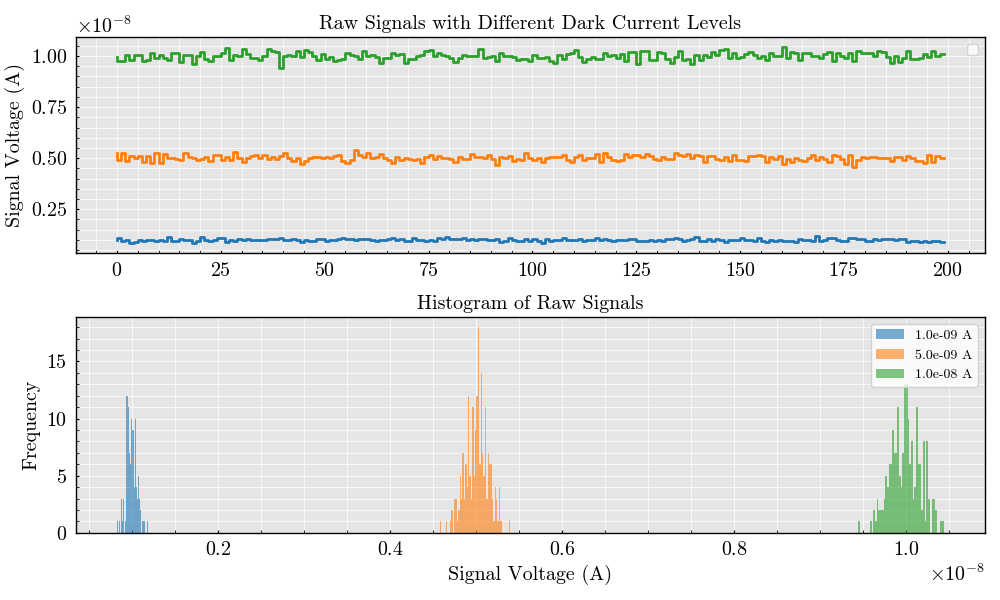 ×10⁻⁸
Raw Signals with Different Dark Current Levels
Signal Voltage (A)
1.00
0.75
0.50
0.25
0 25 50 75 100 125 150 175 200
Histogram of Raw Signals
Frequency
15
10
5
0
1.0e-09 A
5.0e-09 A
1.0e-08 A
0.2 0.4 0.6 0.8 1.0
Signal Voltage (A)
×10⁻⁸